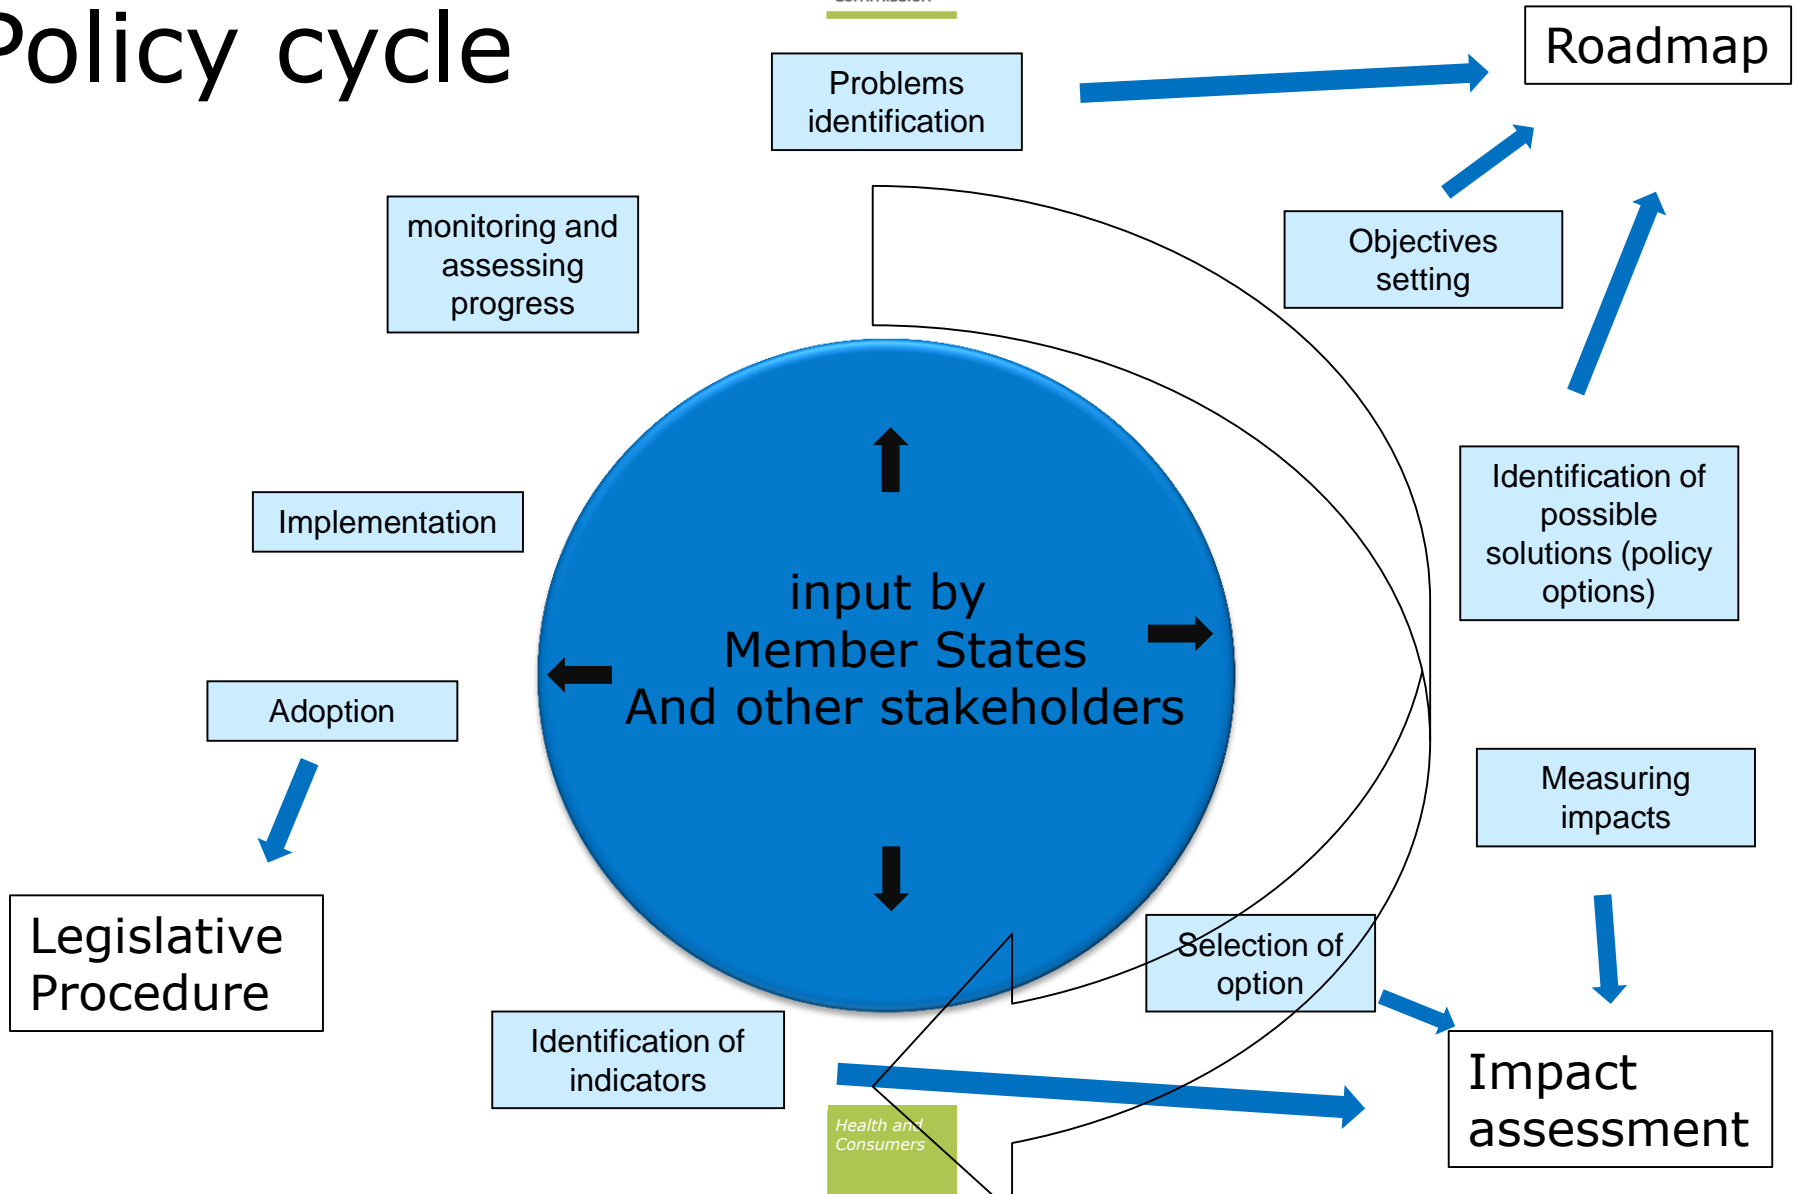 Policy cycle
Commission
Problems
identification
Roadmap
monitoring and
assessing
progress
Objectives
setting
Identification of
possible
solutions (policy
options)
Implementation
input by
Member States
And other stakeholders
Adoption
Measuring
impacts
Legislative
Procedure
Selection of
option
Identification of
indicators
Impact
assessment
Health and
Consumers